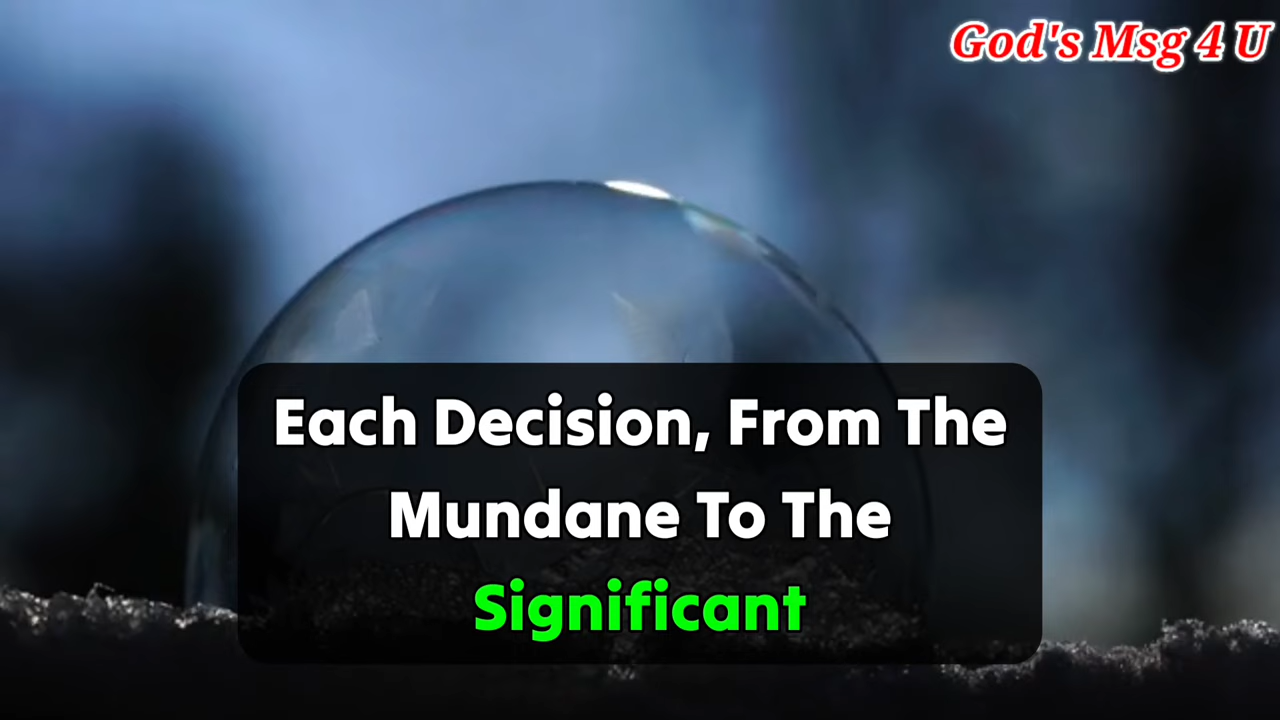 God's Msg 4 U
Each Decision, From The
Mundane To The
Significant